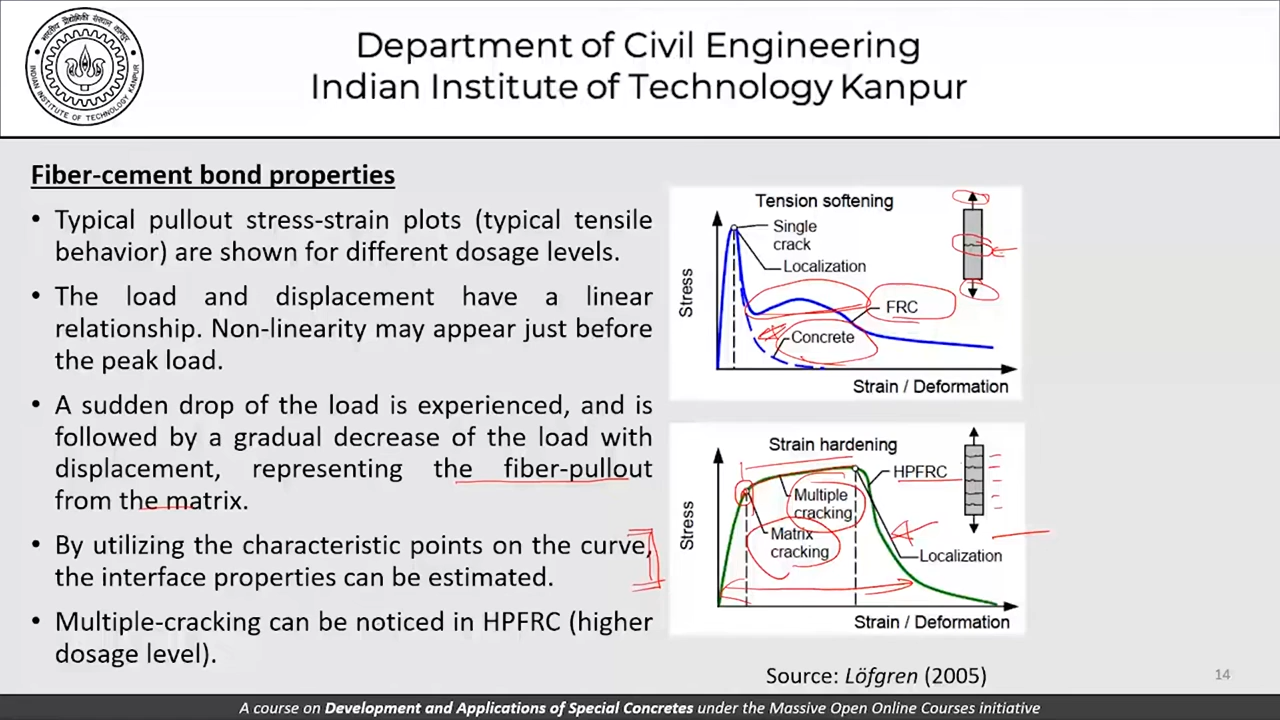 Department of Civil Engineering
Indian Institute of Technology Kanpur
INDIAN INSTITUTE OF TECHNOLOGY KANPUR
Fiber-cement bond properties
• Typical pullout stress-strain plots (typical tensile
behavior) are shown for different dosage levels.
• The load and displacement have a linear
relationship. Non-linearity may appear just before
the peak load.
• A sudden drop of the load is experienced, and is
followed by a gradual decrease of the load with
displacement, representing the fiber-pullout
from the matrix.
• By utilizing the characteristic points on the curve,
the interface properties can be estimated.
• Multiple-cracking can be noticed in HPFRC (higher
dosage level).
Tension softening
Single
crack
Localization
Stress
FRC
Concrete
Strain / Deformation
Strain hardening
HPFRC
Multiple
cracking
Stress
Matrix
cracking
Localization
Strain / Deformation
Source: Löfgren (2005)
14
A course on Development and Applications of Special Concretes under the Massive Open Online Courses initiative